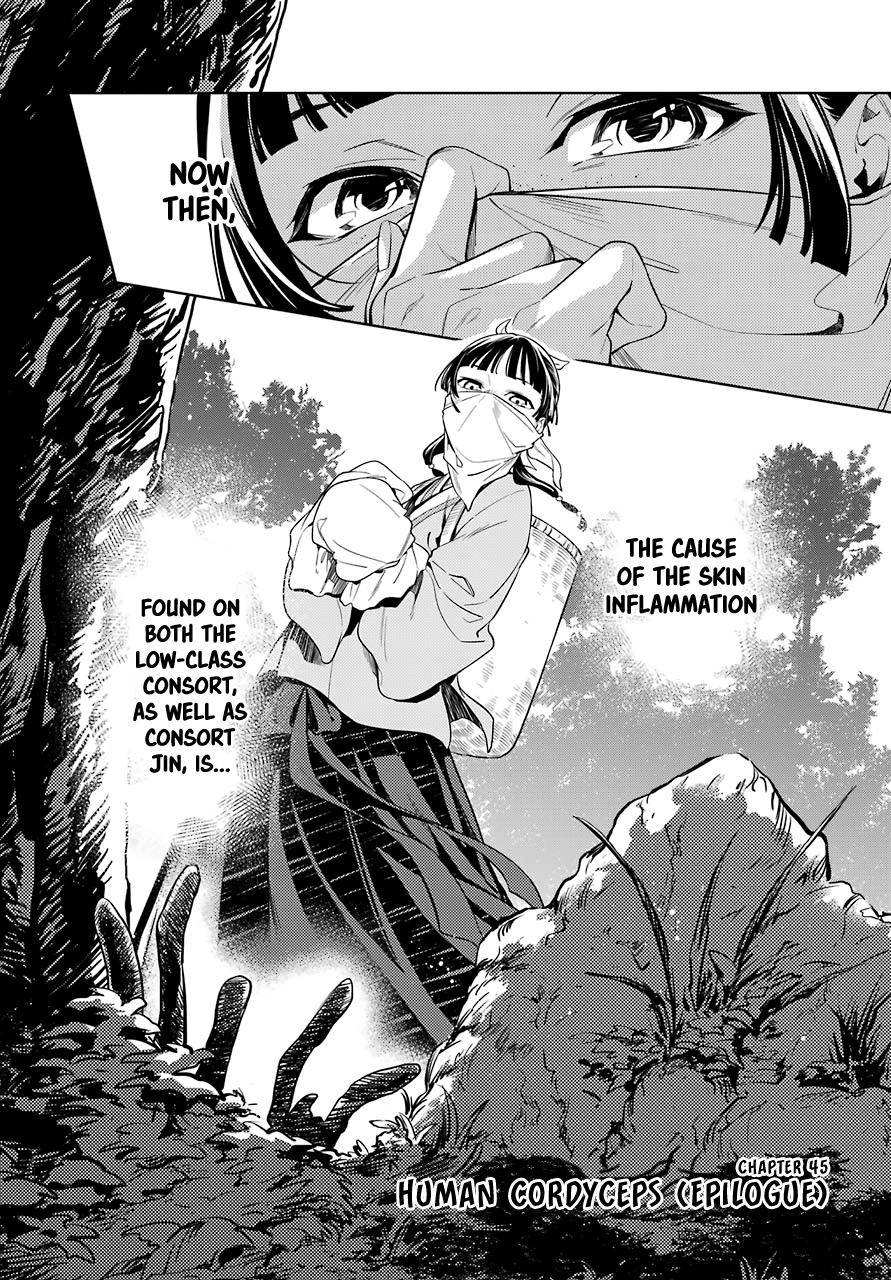 NOW
THEN,
THE CAUSE
OF THE SKIN
INFLAMMATION
FOUND ON
BOTH THE
LOW-CLASS
CONSORT,
AS WELL AS
CONSORT
JIN, IS...
CHAPTER 45
HUMAN CORDYCEPS (EPILOGUE)